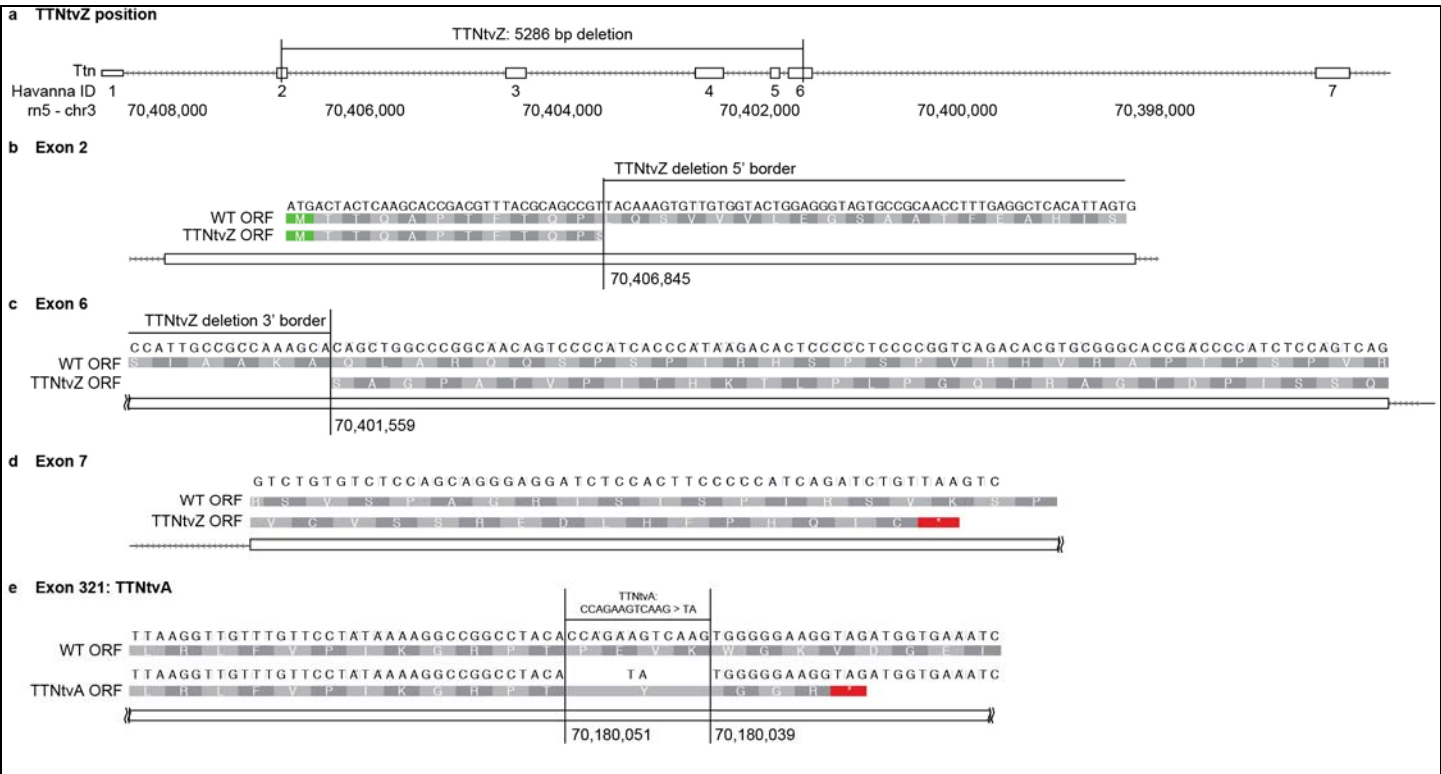 a TTNtvZ position
TTNtvZ: 5286 bp deletion
Ttn
Havanna ID 1 2 3 4 5 6 7
rn5 - chr3 70,408,000 70,406,000 70,404,000 70,402,000 70,400,000 70,398,000
b Exon 2
TTNtvZ deletion 5' border
ATGACTACTCAAGCACCGACGTTTACGCAGCCGTTACAAAGTGTTGTGGTACTGGAGGGTAGTGCCGCAACCTTTGAGGCTCACATTAGTG
WT ORF M T T Q A P T F T Q P Q S V V V L E G S A A T F E A H I S
TTNtvZ ORF M T T Q A P T F T Q P S
70,406,845
c Exon 6
TTNtvZ deletion 3' border
CCATTGCCGCCAAAGCACAGCTGGCCCGGCAACAGTCCCCATCACCCATAAGACACTCCCCCTCCCCGGTCAGACACGTGCGGGCACCGACCCCATCTCCAGTCAG
WT ORF S I A A K A Q L A R Q Q S P S P I R H S P S P V R H V R A P T P S P V R
TTNtvZ ORF S A G P A T V P I T H K T L P L P G Q T R A G T D P I S S Q
70,401,559
d Exon 7
GTCTGTGTCTCCAGCAGGGAGGATCTCCACTTCCCCCATCAGATCTGTTAAGTC
WT ORF R S V S P A G R I S T S P I R S V K S P
TTNtvZ ORF V C V S S R E D L H F P H Q I C *
e Exon 321: TTNtvA
TTNtvA:
CCAGAAGTCAAG > TA
TTAAGGTTGTTTGTTCCTATAAAAGGCCGGCCTACACCAGAAGTCAAGTGGGGGAAGGTAGATGGTGAAATC
WT ORF L R L F V P I K G R P T P E V K W G K V D G E I
TTAAGGTTGTTTGTTCCTATAAAAGGCCGGCCTACA TA TGGGGGAAGGTAGATGGTGAAATC
TTNtvA ORF L R L F V P I K G R P T Y G G R *
70,180,051 70,180,039